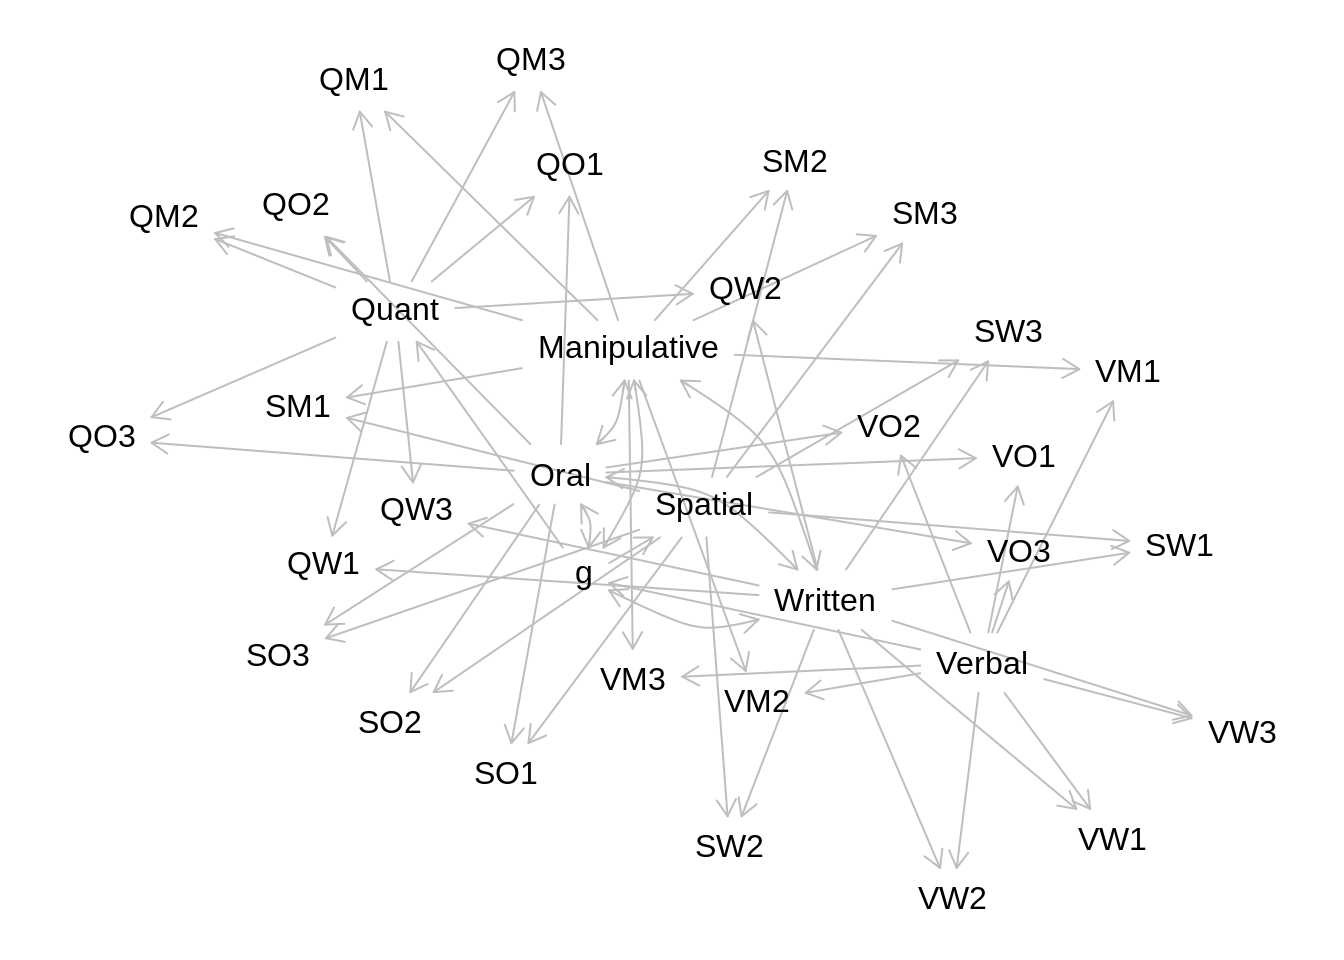 QM3
QM1
SM2
QO1
QO2
SM3
QM2
QW2
Quant
SW3
Manipulative
VM1
SM1
VO2
QO3
VO1
Oral
Spatial
QW3
SW1
VO3
QW1
g
Written
SO3
Verbal
VM3
VM2
SO2
VW3
SO1
VW1
SW2
VW2